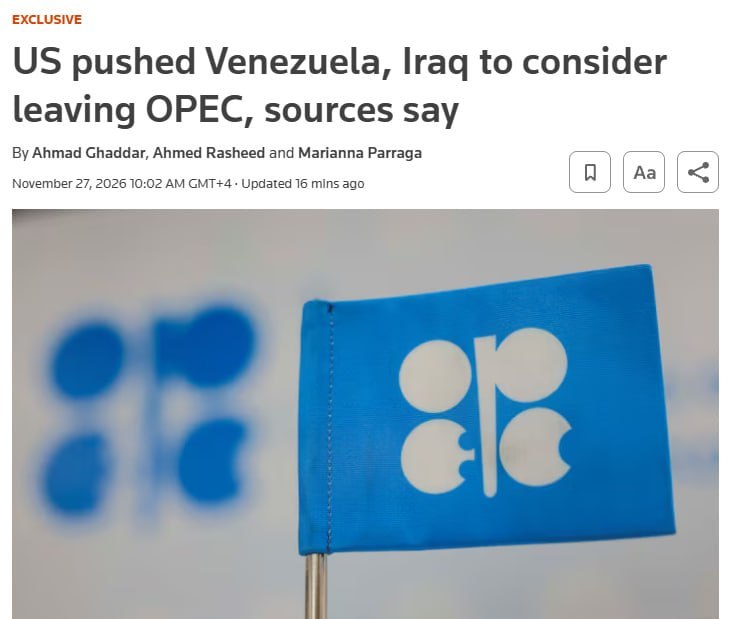 EXCLUSIVE
US pushed Venezuela, Iraq to consider
leaving OPEC, sources say
By Ahmad Ghaddar, Ahmed Rasheed and Marianna Parraga
November 27, 2026 10:02 AM GMT+4 · Updated 16 mins ago
Aa